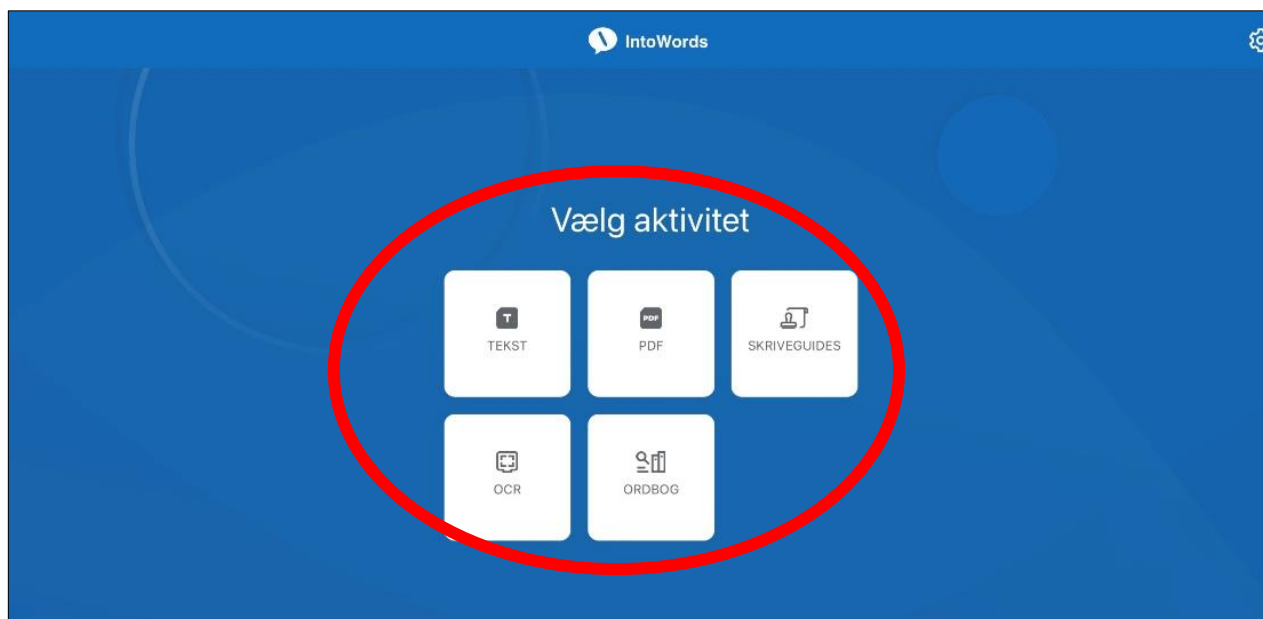 IntoWords
Vælg aktivitet
T
PDF
TEKST
PDF
SKRIVEGUIDES
OCR
ORDBOG